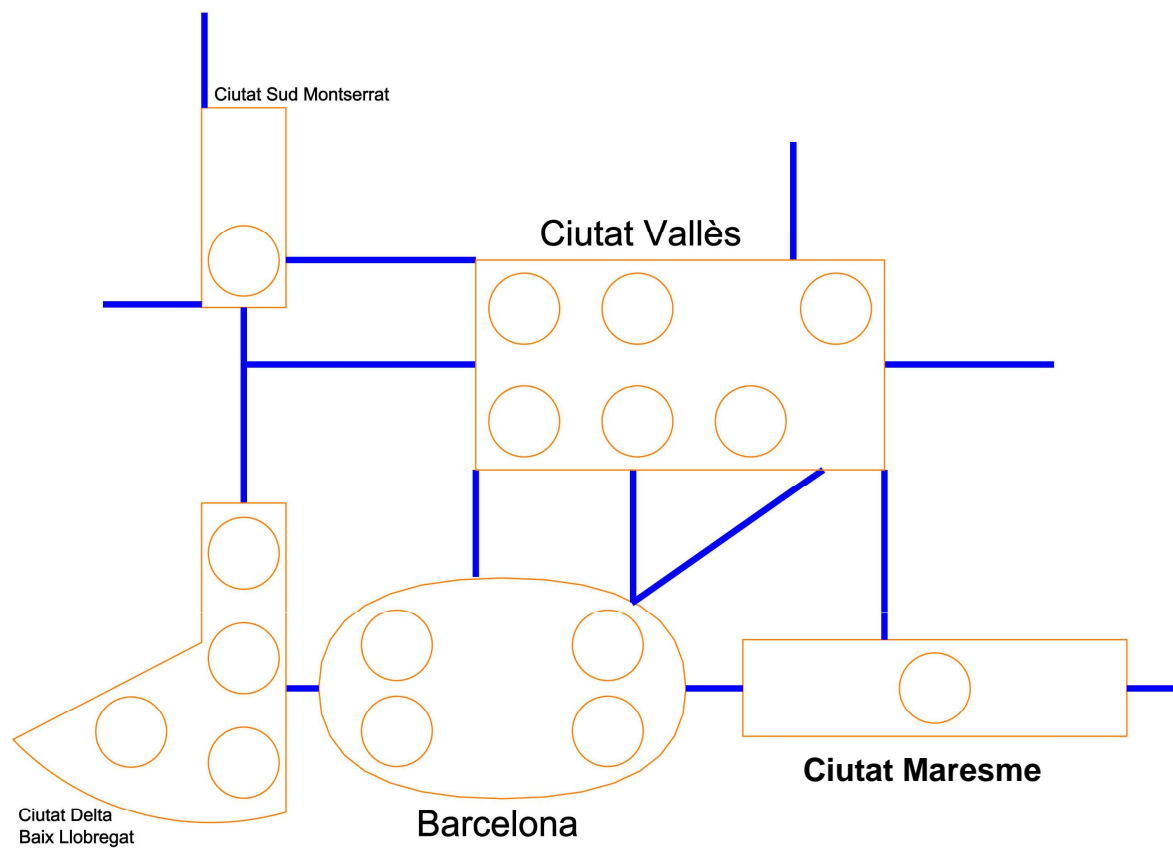 Ciutat Sud Montserrat
Ciutat Vallès
Ciutat Maresme
Ciutat Delta
Baix Llobregat
Barcelona